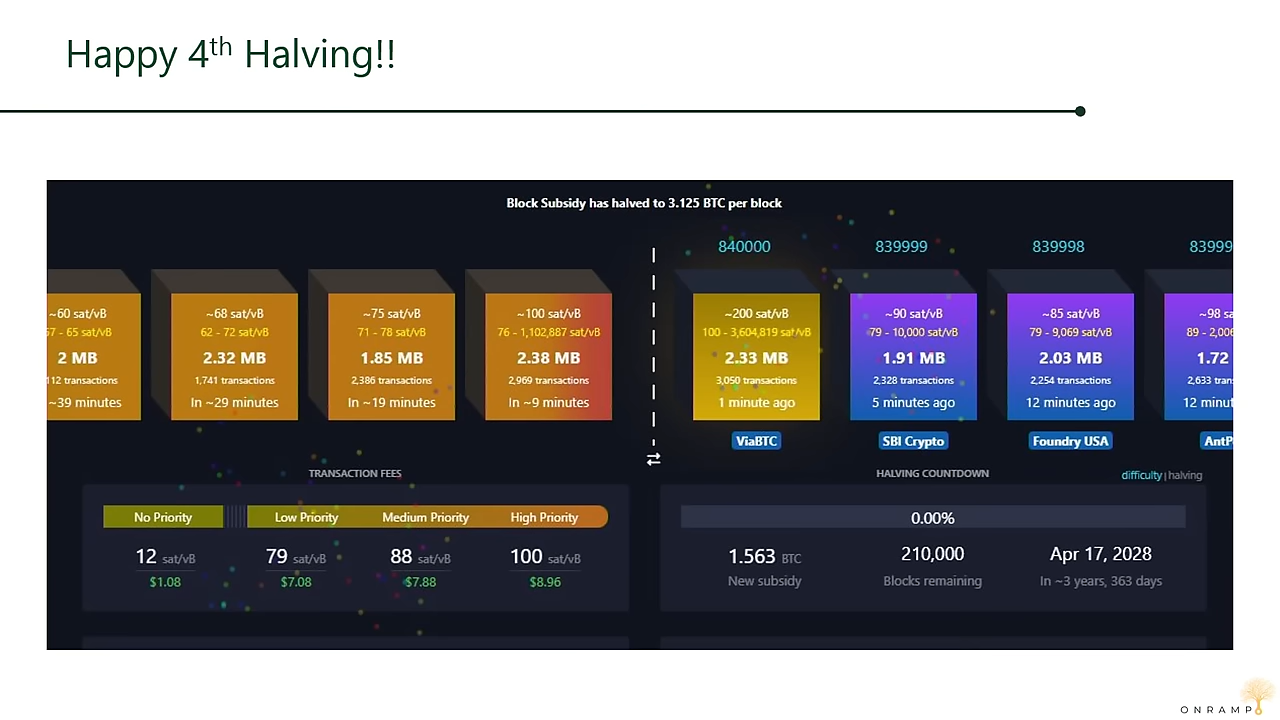 Happy 4th Halving!!
Block Subsidy has halved to 3.125 BTC per block
840000 839999 839998 83999
~60 sat/vB ~68 sat/vB ~75 sat/vB ~100 sat/vB ~200 sat/vB ~90 sat/vB ~85 sat/vB ~98 sa
57 - 65 sat/vB 62 - 72 sat/vB 71 - 78 sat/vB 76 - 1,102,887 sat/vB 100 - 3,604,819 sat/vB 79 - 10,000 sat/vB 79 - 9,069 sat/vB 89 - 2,006
2 MB 2.32 MB 1.85 MB 2.38 MB 2.33 MB 1.91 MB 2.03 MB 1.72
112 transactions 1,741 transactions 2,386 transactions 2,969 transactions 3,050 transactions 2,328 transactions 2,254 transactions 2,633 tran
~39 minutes In ~29 minutes In ~19 minutes In ~9 minutes 1 minute ago 5 minutes ago 12 minutes ago 12 minut
ViaBTC SBI Crypto Foundry USA AntP
TRANSACTION FEES HALVING COUNTDOWN difficulty | halving
No Priority Low Priority Medium Priority High Priority 0.00%
12 sat/vB 79 sat/vB 88 sat/vB 100 sat/vB 1.563 BTC 210,000 Apr 17, 2028
$1.08 $7.08 $7.88 $8.96 New subsidy Blocks remaining In ~3 years, 363 days
ONRAMP